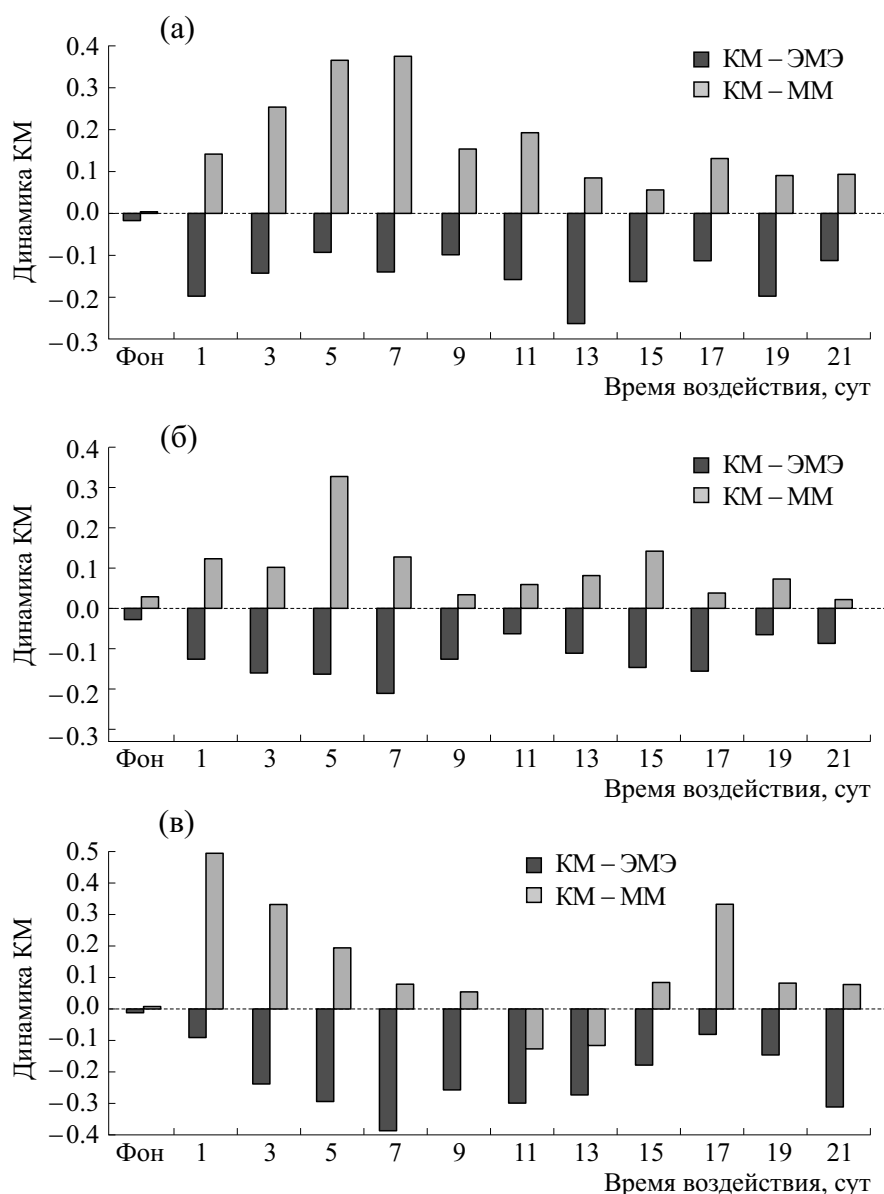 (а)
Динамика КМ
0.4
0.3
0.2
0.1
0.0
−0.1
−0.2
−0.3
КМ – ЭМЭ
КМ – ММ
Фон 1 3 5 7 9 11 13 15 17 19 21
Время воздействия, сут
(б)
Динамика КМ
0.4
0.3
0.2
0.1
0.0
−0.1
−0.2
−0.3
КМ – ЭМЭ
КМ – ММ
Фон 1 3 5 7 9 11 13 15 17 19 21
Время воздействия, сут
(в)
Динамика КМ
0.5
0.4
0.3
0.2
0.1
0.0
−0.1
−0.2
−0.3
−0.4
КМ – ЭМЭ
КМ – ММ
Фон 1 3 5 7 9 11 13 15 17 19 21
Время воздействия, сут